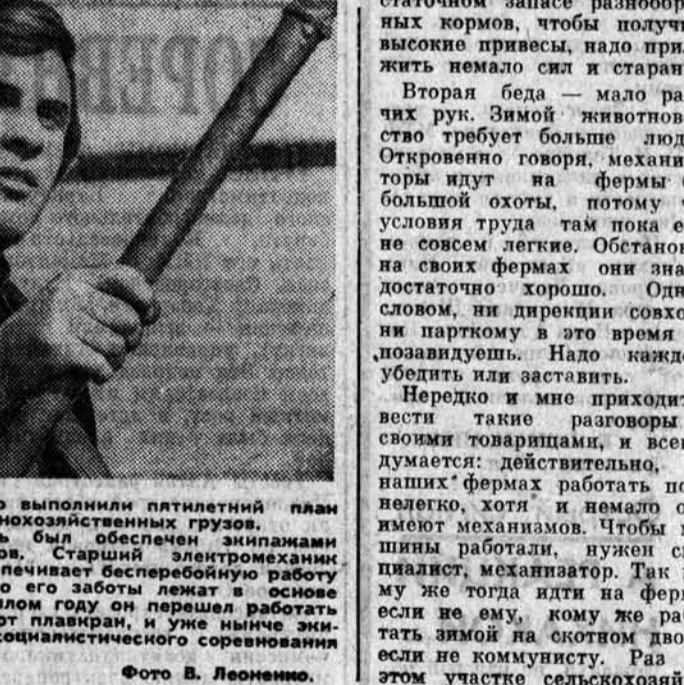 о выполнили пятилетний план
нохозяйственных грузов.
ь был обеспечен экипажами
ов. Старший электромеханик
печивает бесперебойную работу
о его заботы лежат в основе
лом году он перешел работать
от плавкран, и уже нынче эки-
социалистического соревнования
Фото В. Леоненко.
статочном запасе разнообр
ных кормов, чтобы получи
высокие привесы, надо при
жить немало сил и старан
Вторая беда — мало ра
чих рук. Зимой животнов
ство требует больше люд
Откровенно говоря, механи
торы идут на фермы
большой охоты, потому ч
условия труда там пока е
не совсем легкие. Обстанов
на своих фермах они зна
достаточно хорошо. Одн
словом, ни дирекции совхо
ни парткому в это время
позавидуешь. Надо каждо
убедить или заставить.
Нередко и мне приходит
вести такие разговоры
своими товарищами, и все
думается: действительно,
наших фермах работать по
нелегко, хотя и немало о
имеют механизмов. Чтобы м
шины работали, нужен сп
циалист, механизатор. Так
му же тогда идти на фер
если не ему, кому же ра
тать зимой на скотном дво
если не коммунисту. Раз
этом участке сельскохозяй